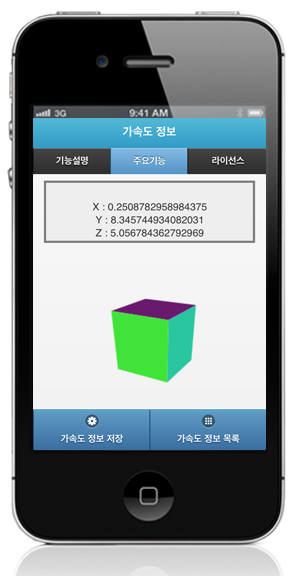 3G 9:41 AM
가속도 정보
기능설명 주요기능 라이선스
X : 0.2508782958984375
Y : 8.345744934082031
Z : 5.056784362792969
가속도 정보 저장 가속도 정보 목록